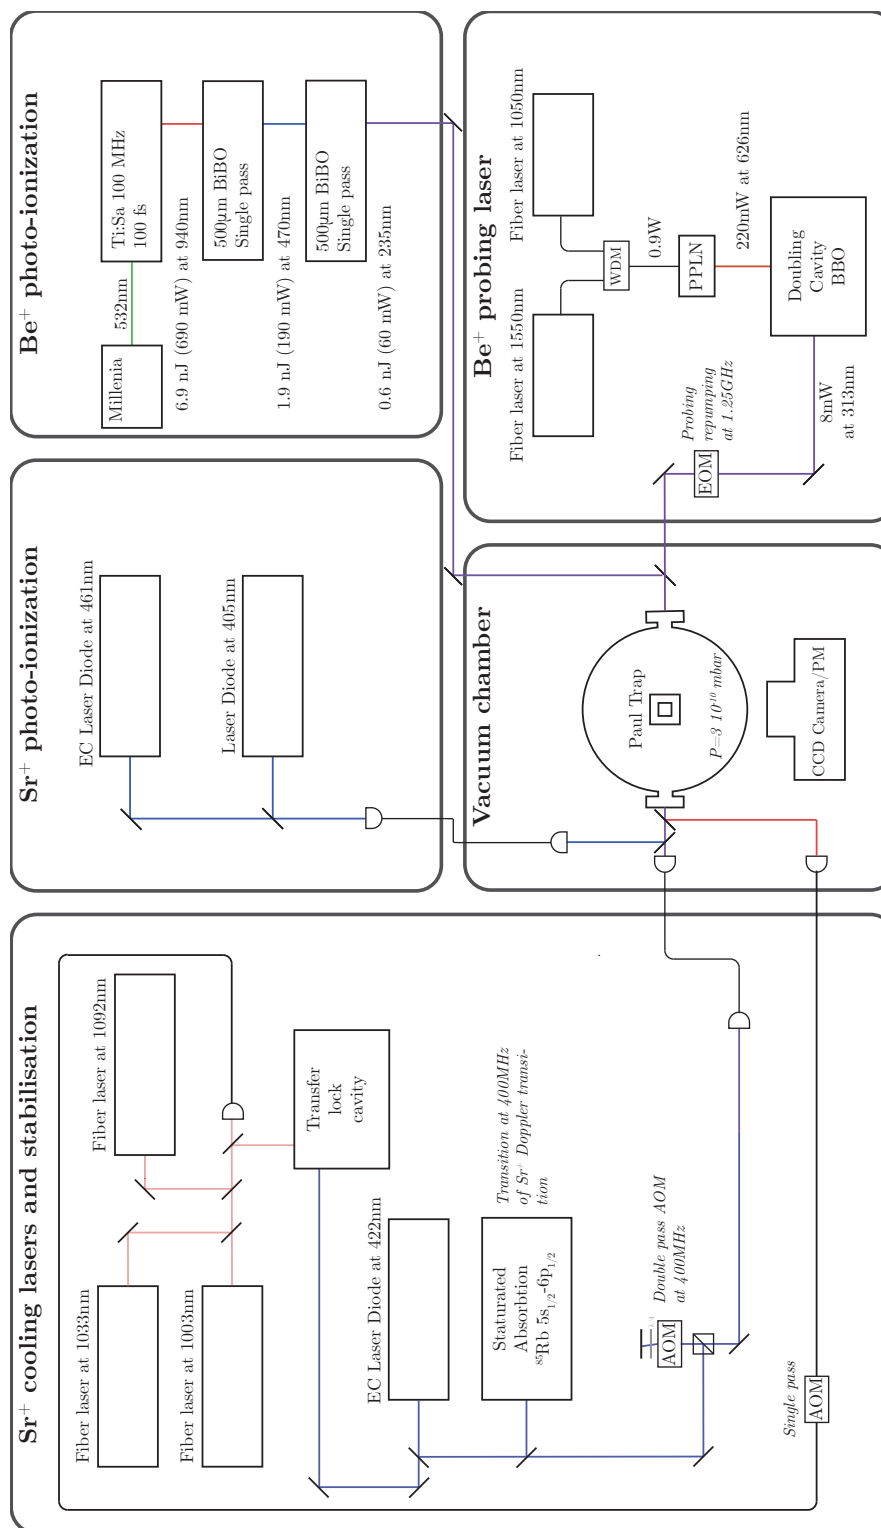 Sr⁺ cooling lasers and stabilisation
Fiber laser at 1033nm
Fiber laser at 1092nm
Fiber laser at 1003nm
Transfer
lock
cavity
EC Laser Diode at 422nm
Staturated
Absorbtion
⁸⁵Rb 5s₁/₂-6p₁/₂
Transition at 400MHz
of Sr⁺ Doppler transi-
tion
AOM
Double pass AOM
at 400MHz
Single pass
AOM
Sr⁺ photo-ionization
EC Laser Diode at 461nm
Laser Diode at 405nm
Be⁺ photo-ionization
Millenia
532nm
Ti:Sa 100 MHz
100 fs
6.9 nJ (690 mW) at 940nm
500µm BiBO
Single pass
1.9 nJ (190 mW) at 470nm
500µm BiBO
Single pass
0.6 nJ (60 mW) at 235nm
Vacuum chamber
Paul Trap
P=3 10⁻¹⁰ mbar
CCD Camera/PM
Be⁺ probing laser
Fiber laser at 1550nm
Fiber laser at 1050nm
WDM
0.9W
PPLN
220mW at 626nm
Doubling
Cavity
BBO
8mW
at 313nm
EOM
Probing
repumping
at 1.25GHz